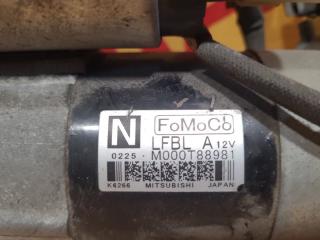 N FoMoCo
LFBL A 12V
0225 - M000T88981
K6266 MITSUBISHI JAPAN